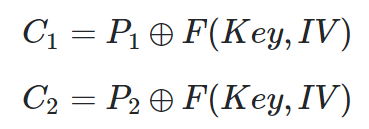 C₁ = P₁ ⊕ F(Key, IV)
C₂ = P₂ ⊕ F(Key, IV)